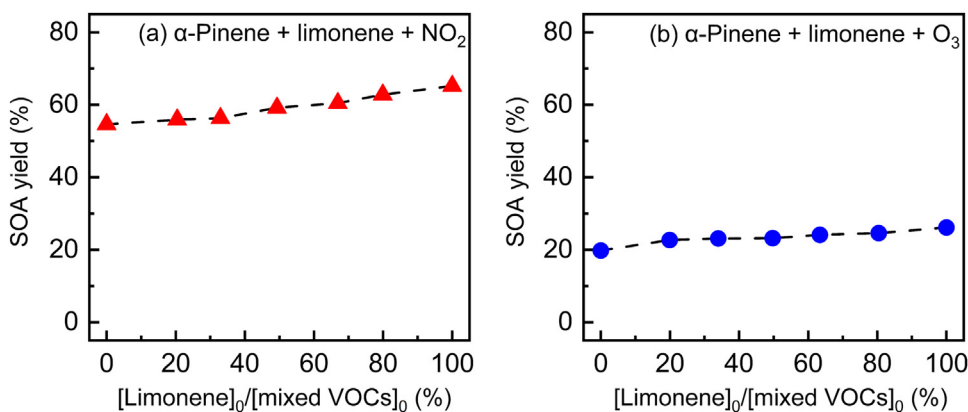 (a) α-Pinene + limonene + NO₂
80
60
40
20
0
SOA yield (%)
0 20 40 60 80 100
[Limonene]₀/[mixed VOCs]₀ (%)
(b) α-Pinene + limonene + O₃
80
60
40
20
0
SOA yield (%)
0 20 40 60 80 100
[Limonene]₀/[mixed VOCs]₀ (%)